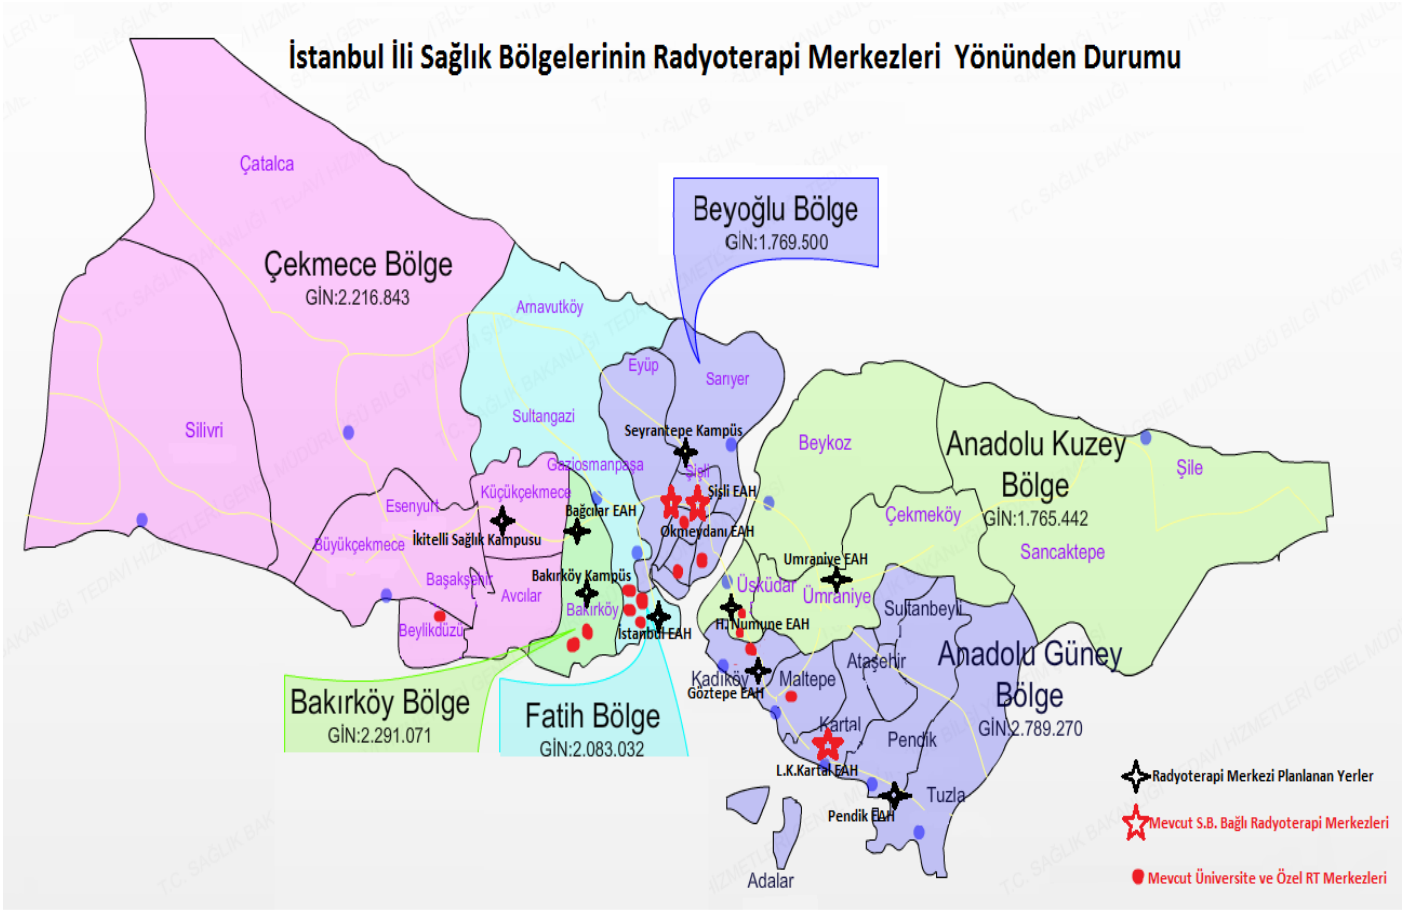 İstanbul İli Sağlık Bölgelerinin Radyoterapi Merkezleri  Yönünden Durumu
Çatalca
Beyoğlu Bölge
GİN:1.769.500
Çekmece Bölge
GİN:2.216.843
Arnavutköy
Eyüp
Sarıyer
Silivri
Sultangazi
Seyrantepe Kampüs
Beykoz
Anadolu Kuzey
Bölge
GİN:1.765.442
Şile
Gaziosmanpaşa
Şişli
Esenyurt
Küçükçekmece
Şişli EAH
Bağcılar EAH
Çekmeköy
Okmeydanı EAH
Büyükçekmece
İkitelli Sağlık Kampusu
Sancaktepe
Umraniye EAH
Başakşehir
Bakırköy Kampüs
Avcılar
Üsküdar
Ümraniye
Bakırköy
Sultanbeyli
Beylikdüzü
İstanbul EAH
H. Numune EAH
Anadolu Güney
Bölge
GİN:2.789.270
Ataşehir
Kadıköy
Maltepe
Göztepe EAH
Bakırköy Bölge
GİN:2.291.071
Fatih Bölge
GİN:2.083.032
Kartal
Pendik
L.K.Kartal EAH
Tuzla
Pendik EAH
Adalar
Radyoterapi Merkezi Planlanan Yerler
Mevcut S.B. Bağlı Radyoterapi Merkezleri
Mevcut Üniversite ve Özel RT Merkezleri